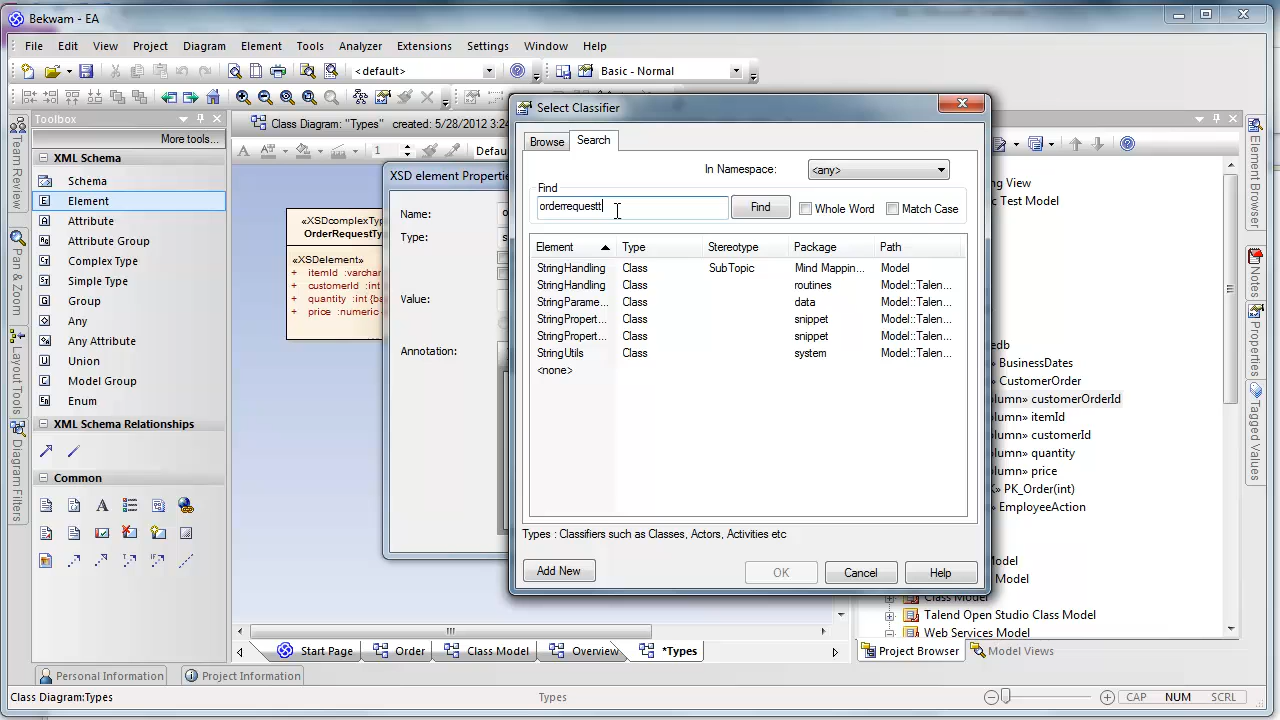 Bekwam - EA
File Edit View Project Diagram Element Tools Analyzer Extensions Settings Window Help
<default> Basic - Normal
Toolbox
More tools...
XML Schema
Schema
Element
Attribute
Attribute Group
Complex Type
Simple Type
Group
Any
Any Attribute
Union
Model Group
Enum
XML Schema Relationships
Common
Team Review
Pan & Zoom
Layout Tools
Diagram Filters
Class Diagram: "Types" created: 5/28/2012 3:24
1 Defau
«XSDcomplexTyp
OrderRequestTy
«XSDelement»
+ itemId :varchar
+ customerId :int
+ quantity :int {ba
+ price :numeric
XSD element Properti
Name:
Type:
Value:
Annotation:
Select Classifier
Browse Search
In Namespace: <any>
Find
orderrequestt Find Whole Word Match Case
Element Type Stereotype Package Path
StringHandling Class SubTopic Mind Mappin... Model
StringHandling Class routines Model::Talen...
StringParame... Class data Model::Talen...
StringPropert... Class snippet Model::Talen...
StringPropert... Class snippet Model::Talen...
StringUtils Class system Model::Talen...
<none>
Types : Classifiers such as Classes, Actors, Activities etc
Add New OK Cancel Help
ing View
c Test Model
edb
» BusinessDates
» CustomerOrder
olumn» customerOrderId
olumn» itemId
olumn» customerId
olumn» quantity
olumn» price
» PK_Order(int)
» EmployeeAction
Model
Model
Class Model
Talend Open Studio Class Model
Web Services Model
Project Browser Model Views
Element Browser
Notes
Properties
Tagged Values
Start Page Order Class Model Overview *Types
Personal Information Project Information
Class Diagram:Types Types CAP NUM SCRL